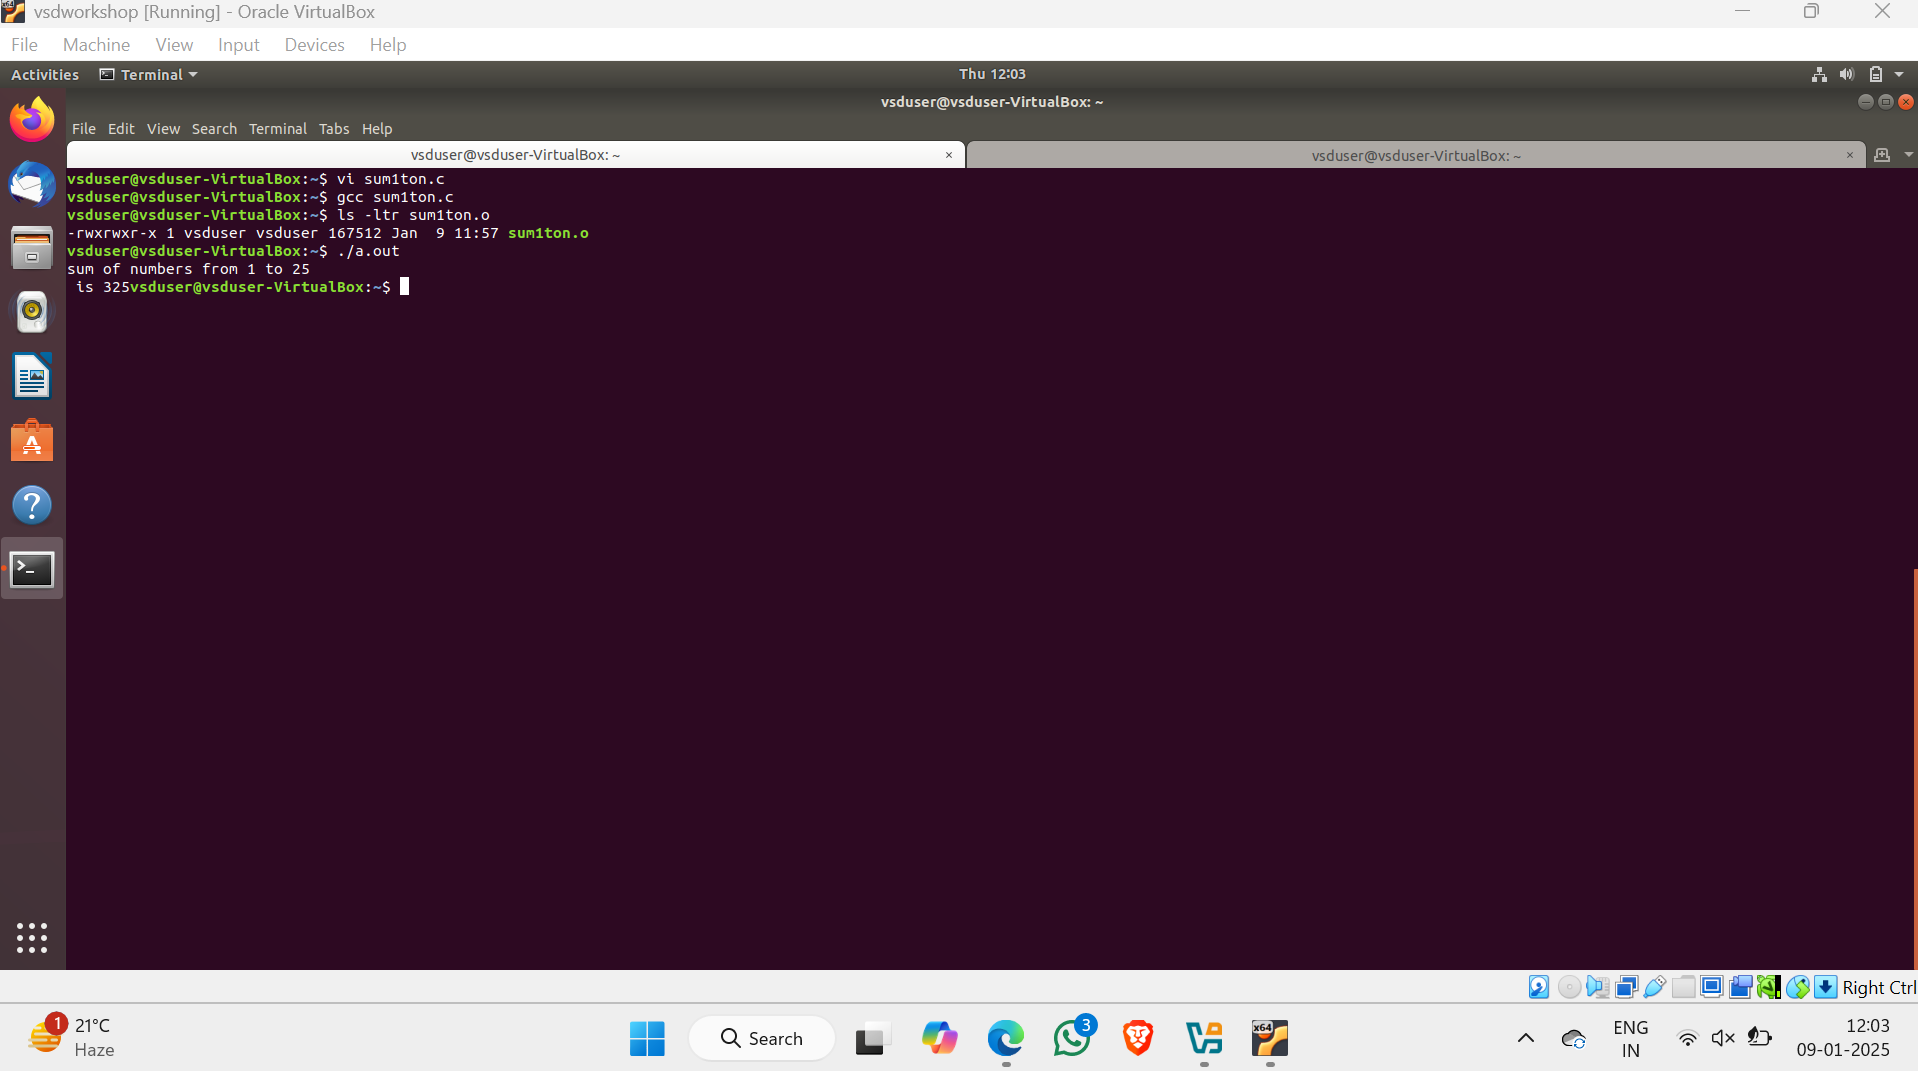 vsdworkshop [Running] - Oracle VirtualBox
File Machine View Input Devices Help
Activities Terminal Thu 12:03
vsduser@vsduser-VirtualBox: ~
File Edit View Search Terminal Tabs Help
vsduser@vsduser-VirtualBox: ~ × vsduser@vsduser-VirtualBox: ~ ×
vsduser@vsduser-VirtualBox:~$ vi sum1ton.c
vsduser@vsduser-VirtualBox:~$ gcc sum1ton.c
vsduser@vsduser-VirtualBox:~$ ls -ltr sum1ton.o
-rwxrwxr-x 1 vsduser vsduser 167512 Jan  9 11:57 sum1ton.o
vsduser@vsduser-VirtualBox:~$ ./a.out
sum of numbers from 1 to 25
 is 325vsduser@vsduser-VirtualBox:~$
Right Ctrl
1
21°C
Haze
Search
3
x64
ENG
IN
12:03
09-01-2025